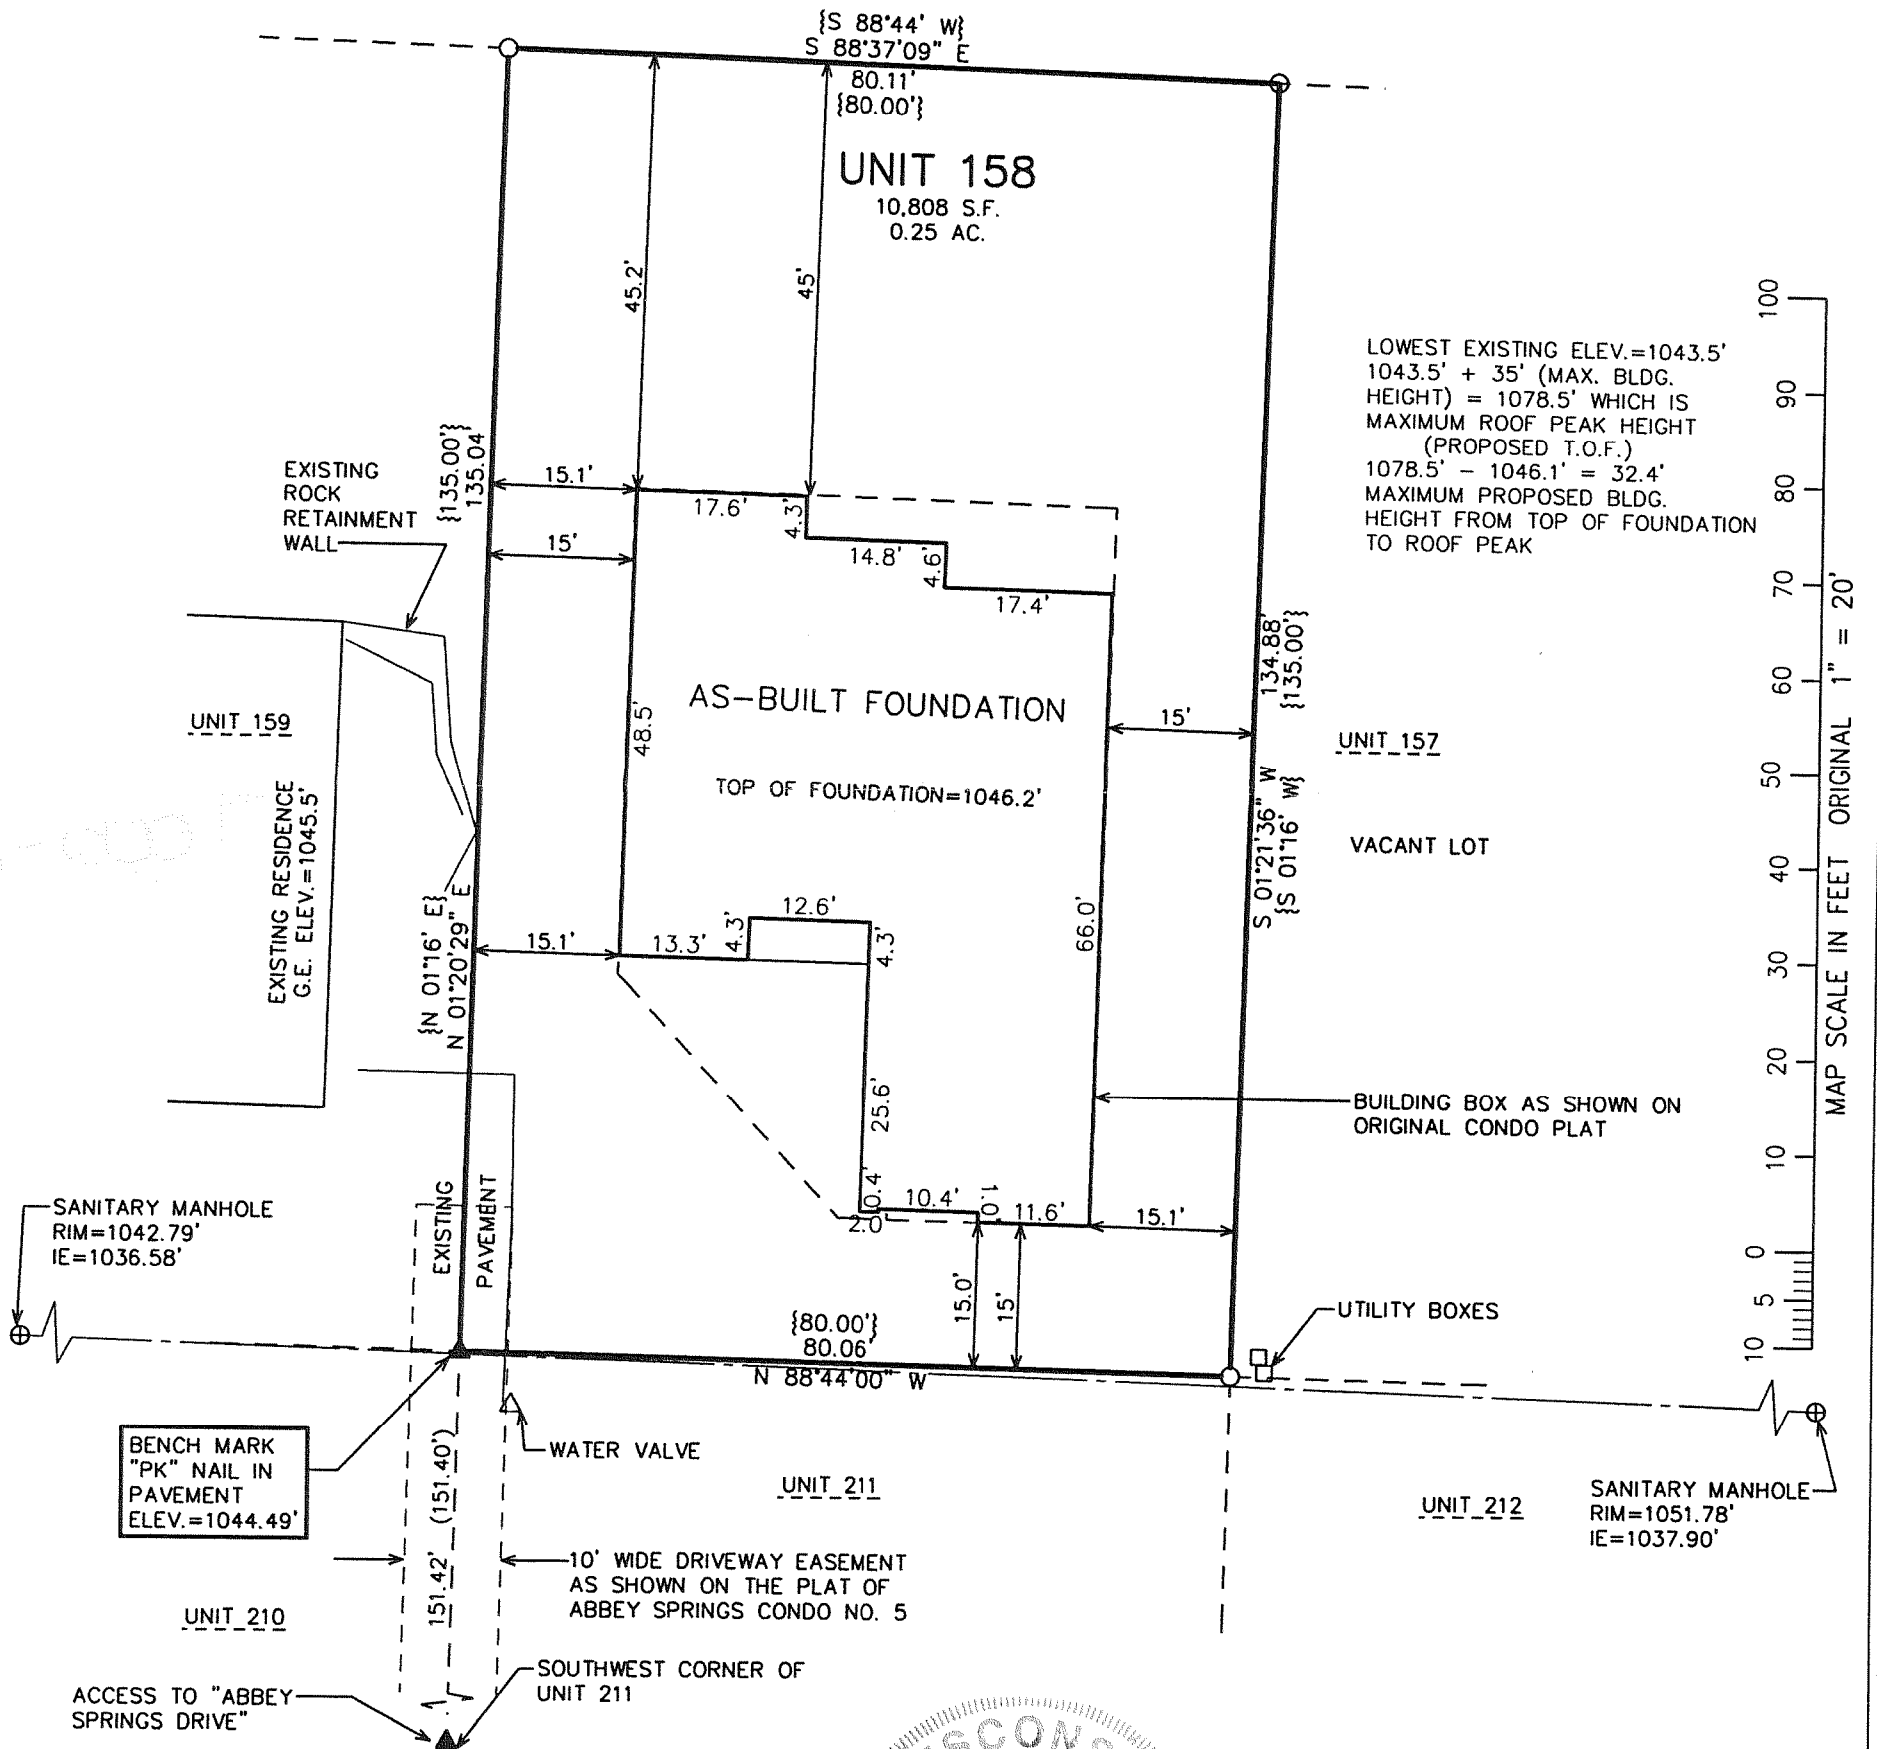 {S 88°44' W}
S 88°37'09" E
80.11'
{80.00'}
UNIT 158
10,808 S.F.
0.25 AC.
45.2'
45'
LOWEST EXISTING ELEV.=1043.5'
1043.5' + 35' (MAX. BLDG.
HEIGHT) = 1078.5' WHICH IS
MAXIMUM ROOF PEAK HEIGHT
(PROPOSED T.O.F.)
1078.5' - 1046.1' = 32.4'
MAXIMUM PROPOSED BLDG.
HEIGHT FROM TOP OF FOUNDATION
TO ROOF PEAK
{135.00'}
135.04'
EXISTING
ROCK
RETAINMENT
WALL
15.1'
17.6'
4.3'
15'
14.8'
4.6'
17.4'
134.88'
{135.00'}
UNIT 159
EXISTING RESIDENCE
G.E. ELEV.=1045.5'
48.5'
AS-BUILT FOUNDATION
TOP OF FOUNDATION=1046.2'
15'
UNIT 157
S 01°21'36" W
{S 01°16' W}
VACANT LOT
{N 01°16' E}
N 01°20'29" E
15.1'
13.3'
4.3'
12.6'
4.3'
66.0'
25.6'
BUILDING BOX AS SHOWN ON
ORIGINAL CONDO PLAT
0.4'
2.0'
10.4'
1.0'
11.6'
15.1'
15.0'
15'
SANITARY MANHOLE
RIM=1042.79'
IE=1036.58'
EXISTING
PAVEMENT
{80.00'}
80.06'
N 88°44'00" W
UTILITY BOXES
BENCH MARK
"PK" NAIL IN
PAVEMENT
ELEV.=1044.49'
WATER VALVE
UNIT 211
UNIT 212
SANITARY MANHOLE
RIM=1051.78'
IE=1037.90'
151.42' (151.40')
10' WIDE DRIVEWAY EASEMENT
AS SHOWN ON THE PLAT OF
ABBEY SPRINGS CONDO NO. 5
UNIT 210
SOUTHWEST CORNER OF
UNIT 211
ACCESS TO "ABBEY
SPRINGS DRIVE"
100
90
80
70
60
50
40
30
20
10
0
5
10
MAP SCALE IN FEET ORIGINAL 1" = 20'
SCONS